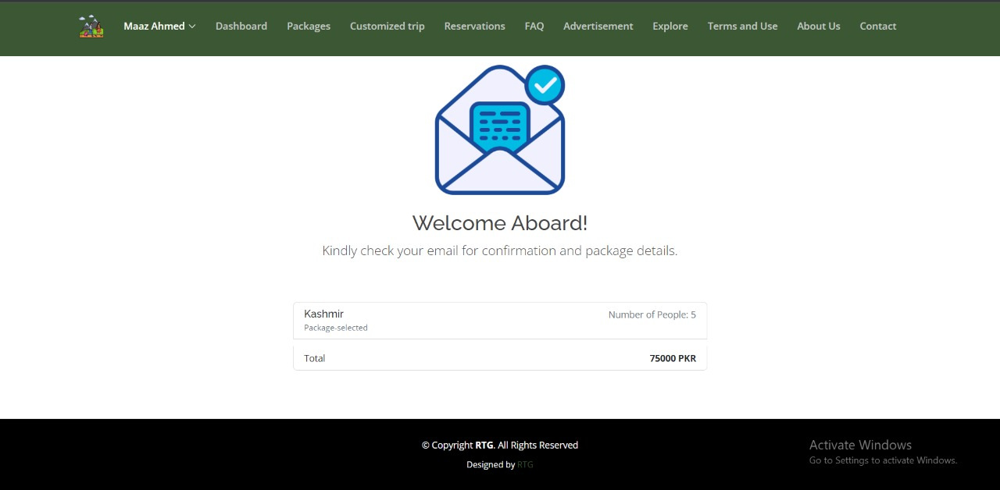 Maaz Ahmed Dashboard Packages Customized trip Reservations FAQ Advertisement Explore Terms and Use About Us Contact
Welcome Aboard!
Kindly check your email for confirmation and package details.
Kashmir Number of People: 5
Package-selected
Total 75000 PKR
© Copyright RTG. All Rights Reserved
Designed by RTG
Activate Windows
Go to Settings to activate Windows.